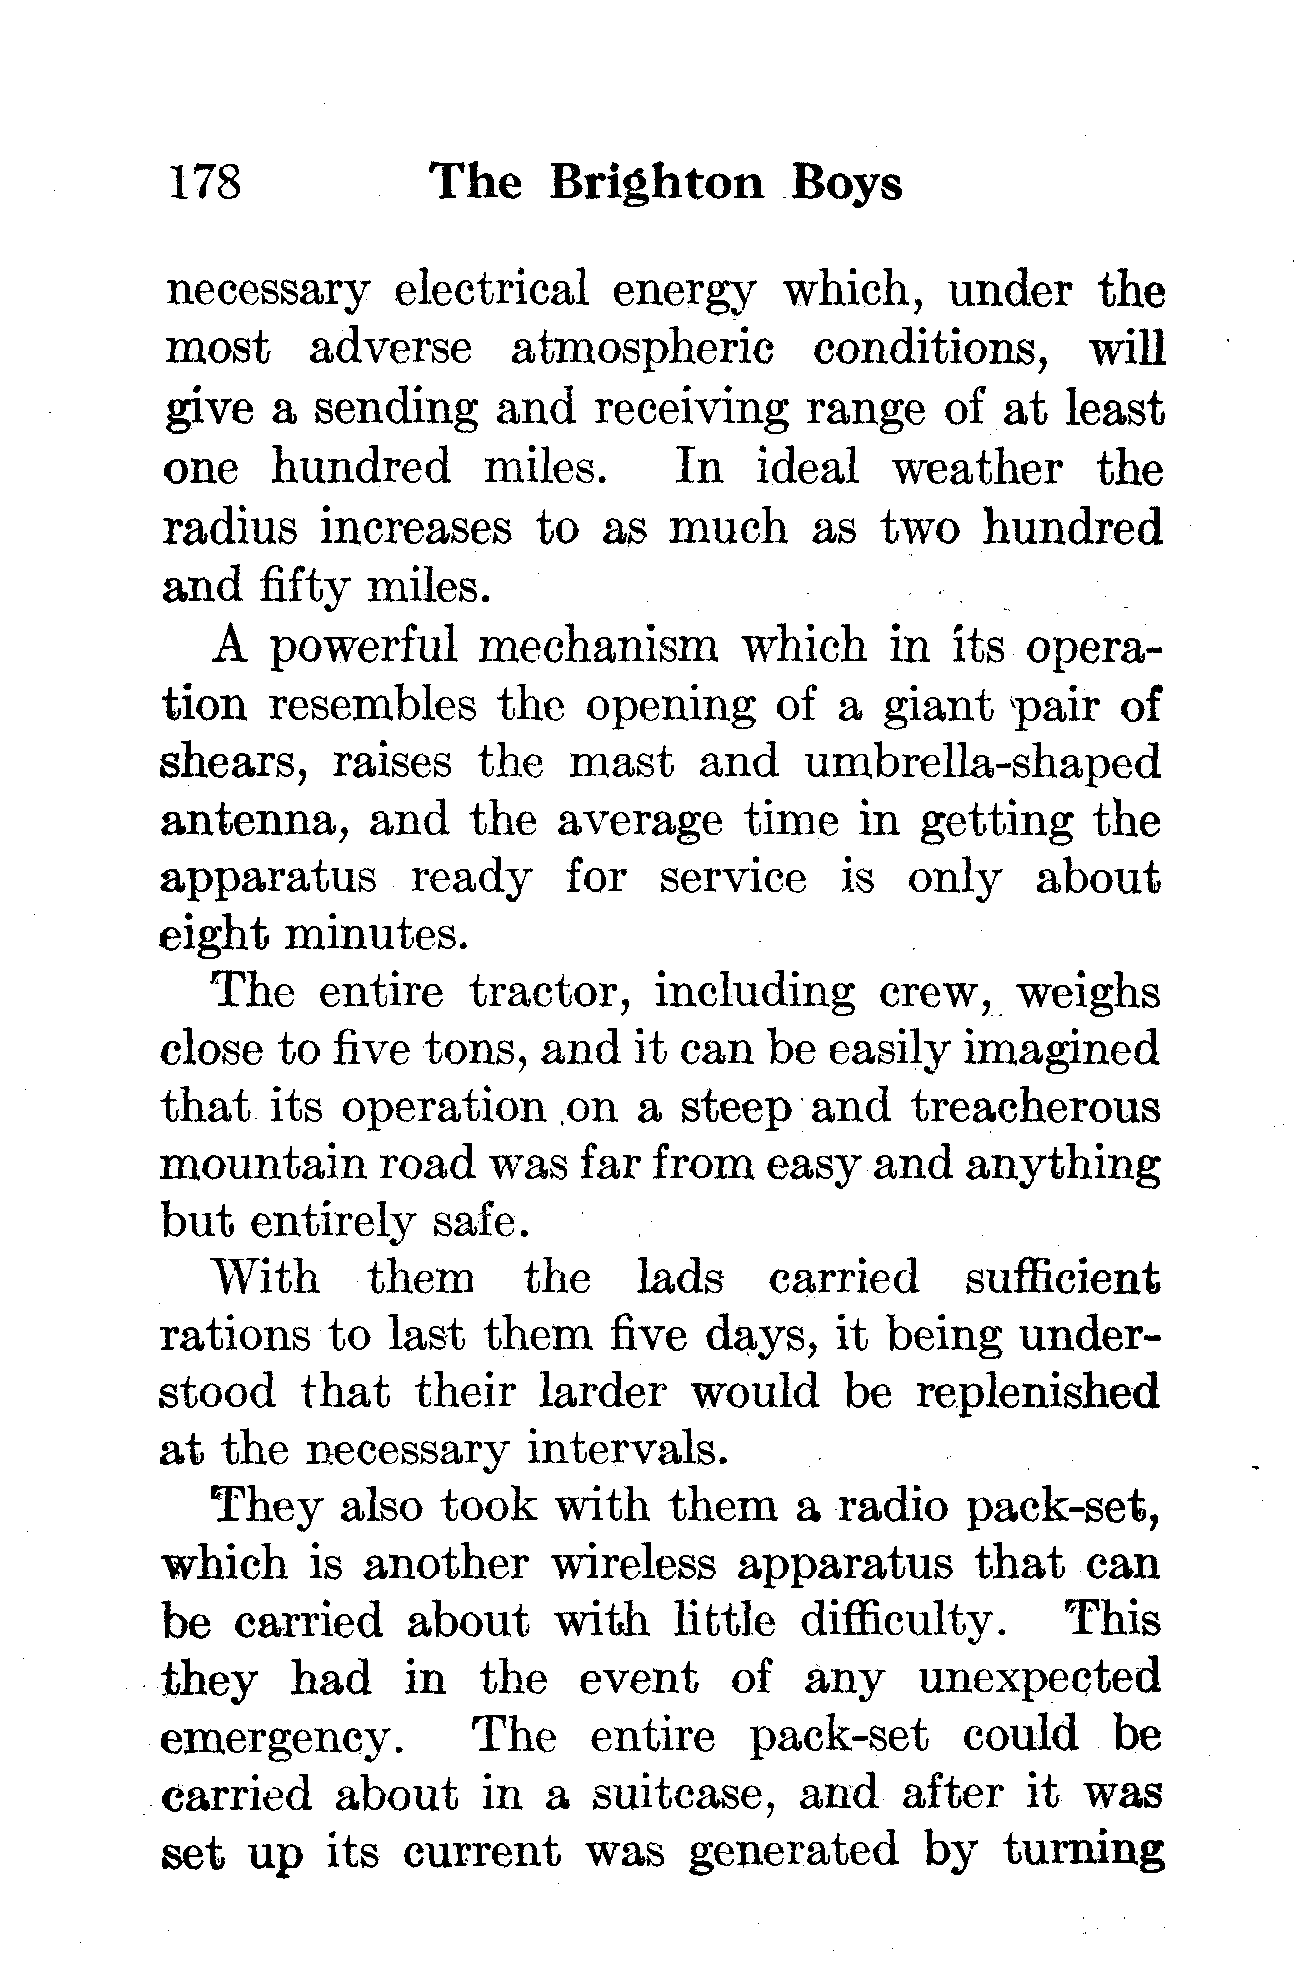 178 The Brighton Boys
necessary electrical energy which, under the
most adverse atmospheric conditions, will
give a sending and receiving range of at least
one hundred miles. In ideal weather the
radius increases to as much as two hundred
and fifty miles.
A powerful mechanism which in its opera-
tion resembles the opening of a giant pair of
shears, raises the mast and umbrella-shaped
antenna, and the average time in getting the
apparatus ready for service is only about
eight minutes.
The entire tractor, including crew, weighs
close to five tons, and it can be easily imagined
that its operation on a steep and treacherous
mountain road was far from easy and anything
but entirely safe.
With them the lads carried sufficient
rations to last them five days, it being under-
stood that their larder would be replenished
at the necessary intervals.
They also took with them a radio pack-set,
which is another wireless apparatus that can
be carried about with little difficulty. This
they had in the event of any unexpected
emergency. The entire pack-set could be
carried about in a suitcase, and after it was
set up its current was generated by turning